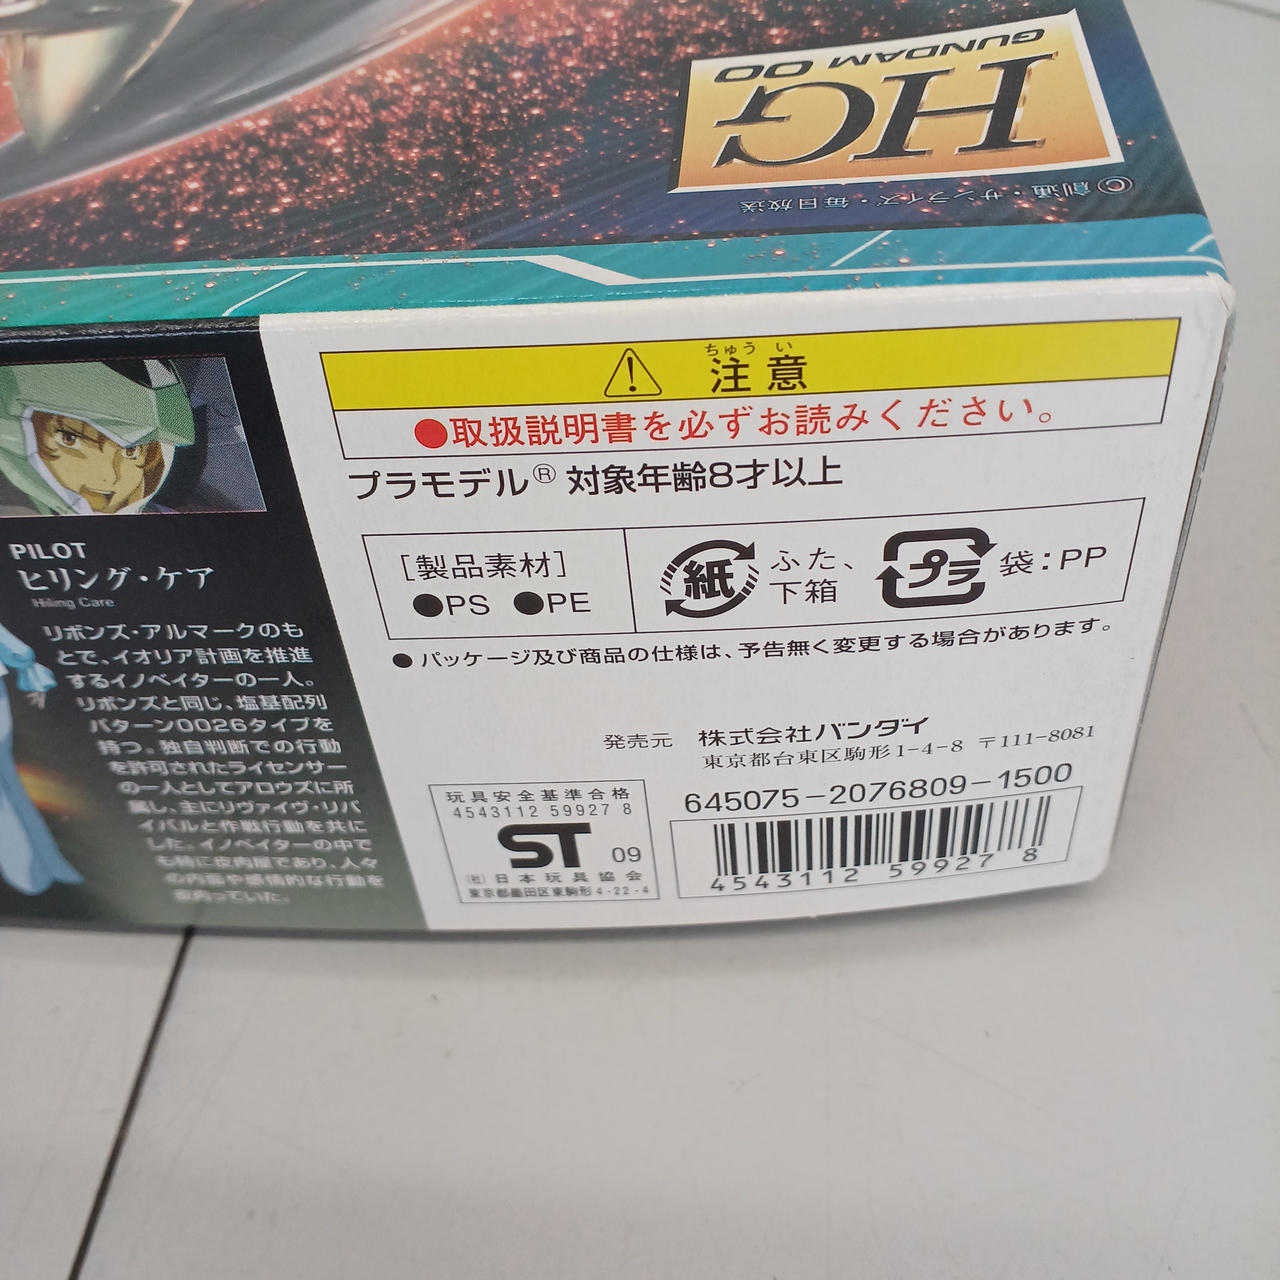 HG
GUNDAM 00
©創通・サンライズ・毎日放送
ちゅう い
注意
●取扱説明書を必ずお読みください。
プラモデル® 対象年齢8才以上
[製品素材]
●PS ●PE
紙
ふた、
下箱
プラ
袋:PP
●パッケージ及び商品の仕様は、予告無く変更する場合があります。
発売元 株式会社バンダイ
東京都台東区駒形1-4-8 〒111-8081
645075-2076809-1500
4543112 59927 8
玩具安全基準合格
4543112 59927 8
ST 09
(社)日本玩具協会
東京都墨田区東駒形4-22-4
PILOT
ヒリング・ケア
Hiling Care
リボンズ・アルマークのも
とで、イオリア計画を推進
するイノベイターの一人。
リボンズと同じ、塩基配列
パターン0026タイプを
持つ。独自判断での行動
を許可されたライセンサー
の一人としてアロウズに所
属し、主にリヴァイヴ・リバ
イバルと作戦行動を共に
した。イノベイターの中で
も特に皮肉屋であり、人々
の内面や感情的な行動を
皮肉っていた。